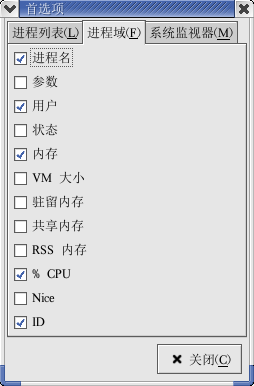 首选项
进程列表(L) 进程域(F) 系统监视器(M)
进程名
参数
用户
状态
内存
VM 大小
驻留内存
共享内存
RSS 内存
% CPU
Nice
ID
关闭(C)